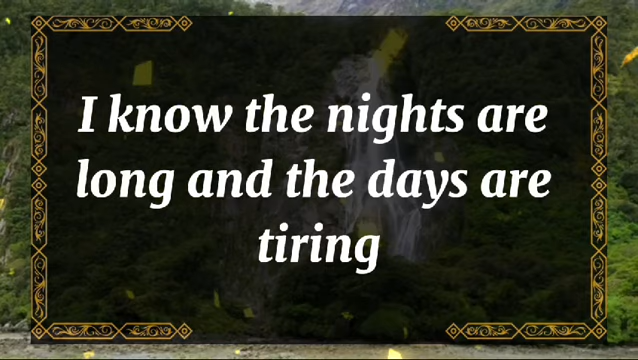 I know the nights are
long and the days are
tiring